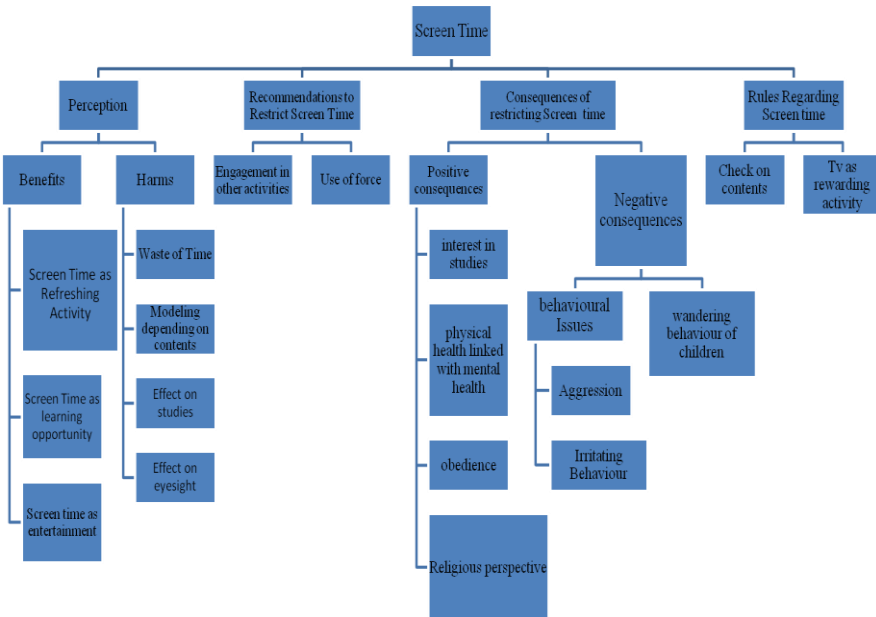 Screen Time
Perception
Recommendations to
Restrict Screen Time
Consequences of
restricting Screen time
Rules Regarding
Screen time
Benefits
Harms
Engagement in
other activities
Use of force
Positive
consequences
Negative
consequences
Check on
contents
Tv as
rewarding
activity
Screen Time as
Refreshing
Activity
Screen Time as
learning
opportunity
Screen time as
entertainment
Waste of Time
Modeling
depending on
contents
Effect on
studies
Effect on
eyesight
interest in
studies
physical
health linked
with mental
health
obedience
Religious perspective
behavioural
Issues
Aggression
Irritating
Behaviour
wandering
behaviour of
children